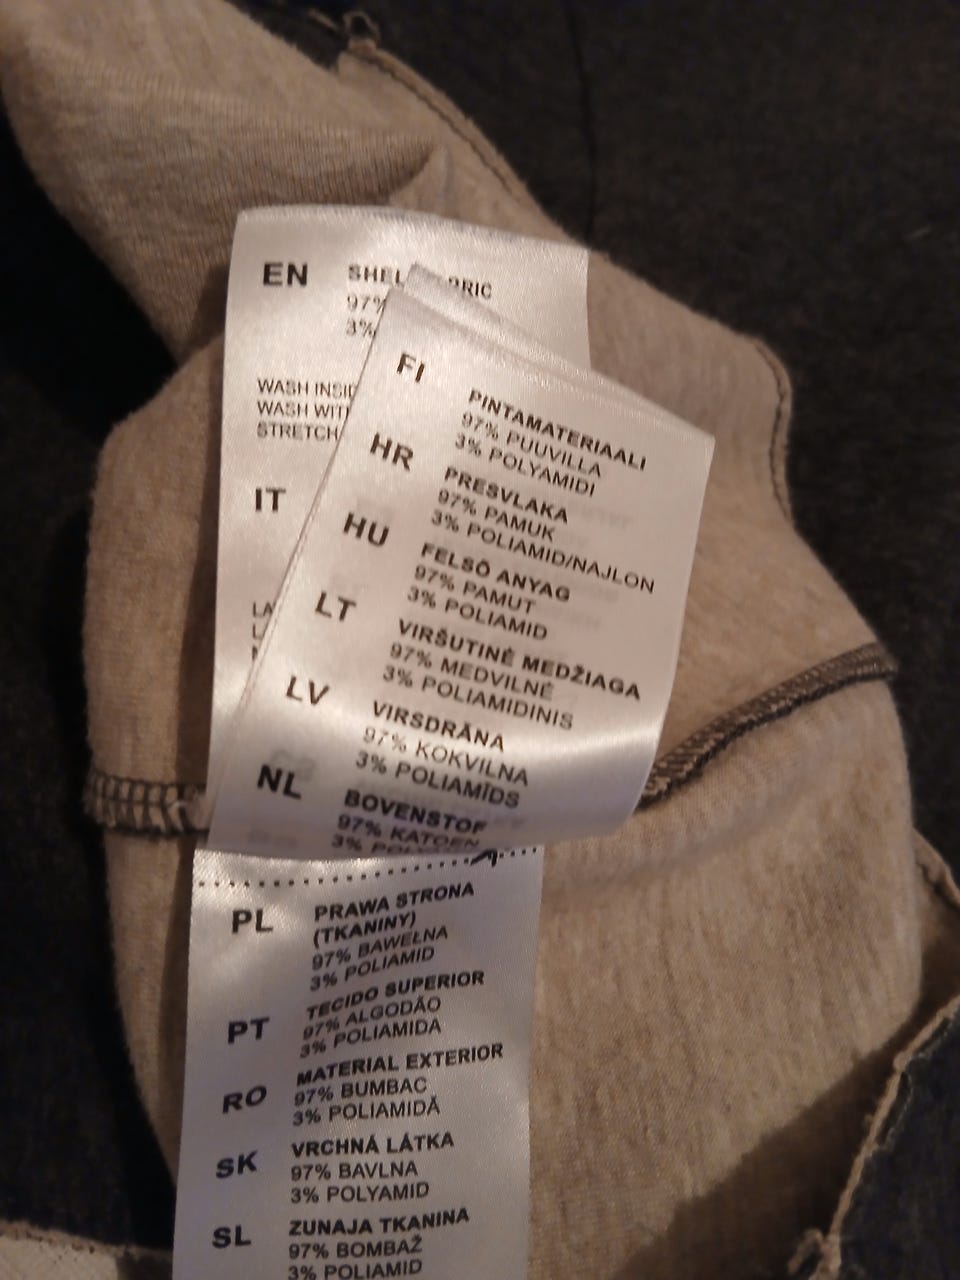 EN
97%
3%
WASH
WASH
STRETCH
IT
FI
PINTAMATERIAALI
97% PUUVILLA
3% POLYAMIDI
HR
PRESVLAKA
97% PAMUK
3% POLIAMID/NAJLON
HU
FELSŐ ANYAG
97% PAMUT
3% POLIAMID
LT
VIRŠUTINĖ MEDŽIAGA
97% MEDVILNĖ
3% POLIAMIDINIS
LV
VIRSDRĀNA
97% KOKVILNA
3% POLIAMĪDS
NL
BOVENSTOF
97% KATOEN
3%
PL
PRAWA STRONA
(TKANINY)
97% BAWEŁNA
3% POLIAMID
PT
TECIDO SUPERIOR
97% ALGODÃO
3% POLIAMIDA
RO
MATERIAL EXTERIOR
97% BUMBAC
3% POLIAMIDĂ
SK
VRCHNÁ LÁTKA
97% BAVLNA
3% POLYAMID
SL
ZUNAJA TKANINA
97% BOMBAŽ
3% POLIAMID